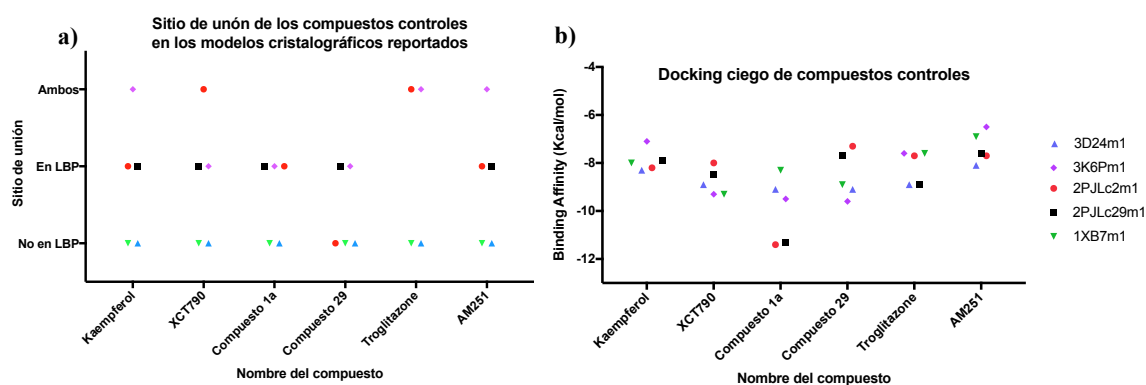 a)
Sitio de unón de los compuestos controles
en los modelos cristalográficos reportados
Sitio de unión
Ambos
En LBP
No en LBP
Kaempferol
XCT790
Compuesto 1a
Compuesto 29
Troglitazone
AM251
Nombre del compuesto
b)
Docking ciego de compuestos controles
Binding Affinity (Kcal/mol)
-4
-6
-8
-10
-12
Kaempferol
XCT790
Compuesto 1a
Compuesto 29
Troglitazone
AM251
Nombre del compuesto
3D24m1
3K6Pm1
2PJLc2m1
2PJLc29m1
1XB7m1